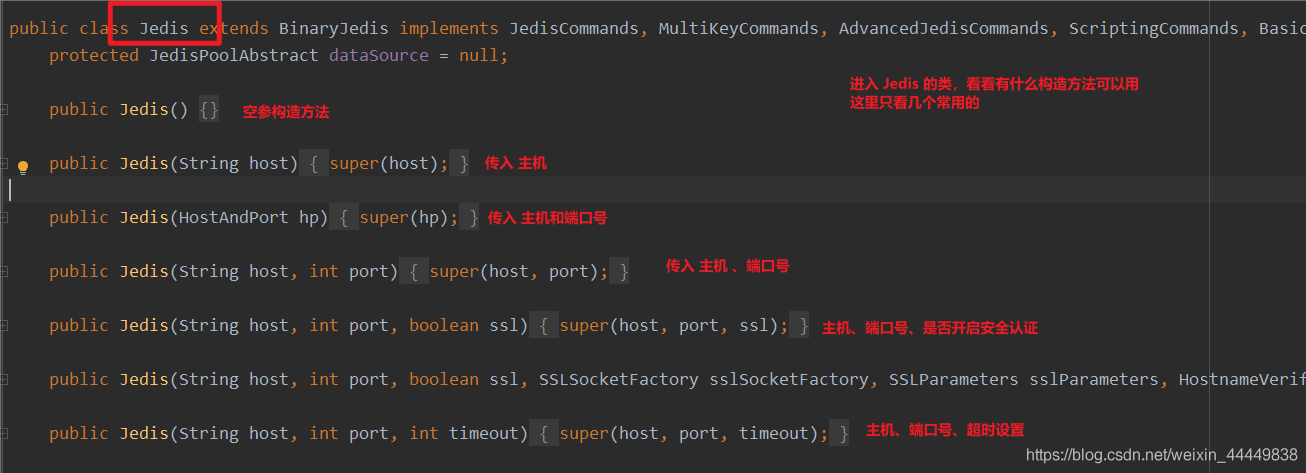 public class Jedis extends BinaryJedis implements JedisCommands, MultiKeyCommands, AdvancedJedisCommands, ScriptingCommands, Basic
protected JedisPoolAbstract dataSource = null;
进入 Jedis 的类，看看有什么构造方法可以用
这里只看几个常用的
public Jedis() {} 空参构造方法
public Jedis(String host) { super(host); } 传入 主机
public Jedis(HostAndPort hp) { super(hp); } 传入 主机和端口号
public Jedis(String host, int port) { super(host, port); } 传入 主机 、端口号
public Jedis(String host, int port, boolean ssl) { super(host, port, ssl); } 主机、端口号、是否开启安全认证
public Jedis(String host, int port, boolean ssl, SSLSocketFactory sslSocketFactory, SSLParameters sslParameters, HostnameVerif
public Jedis(String host, int port, int timeout) { super(host, port, timeout); } 主机、端口号、超时设置
https://blog.csdn.net/weixin_44449838